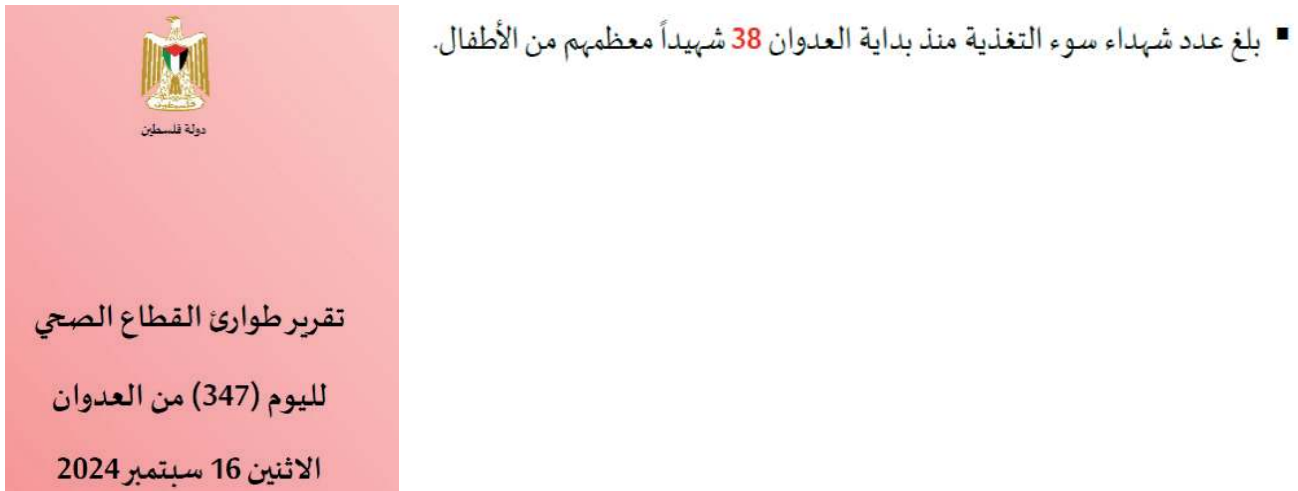 ▪ بلغ عدد شهداء سوء التغذية منذ بداية العدوان 38 شهيداً معظمهم من الأطفال.
فلسطين
دولة فلسطين
تقرير طوارئ القطاع الصحي
لليوم (347) من العدوان
الاثنين 16 سبتمبر 2024